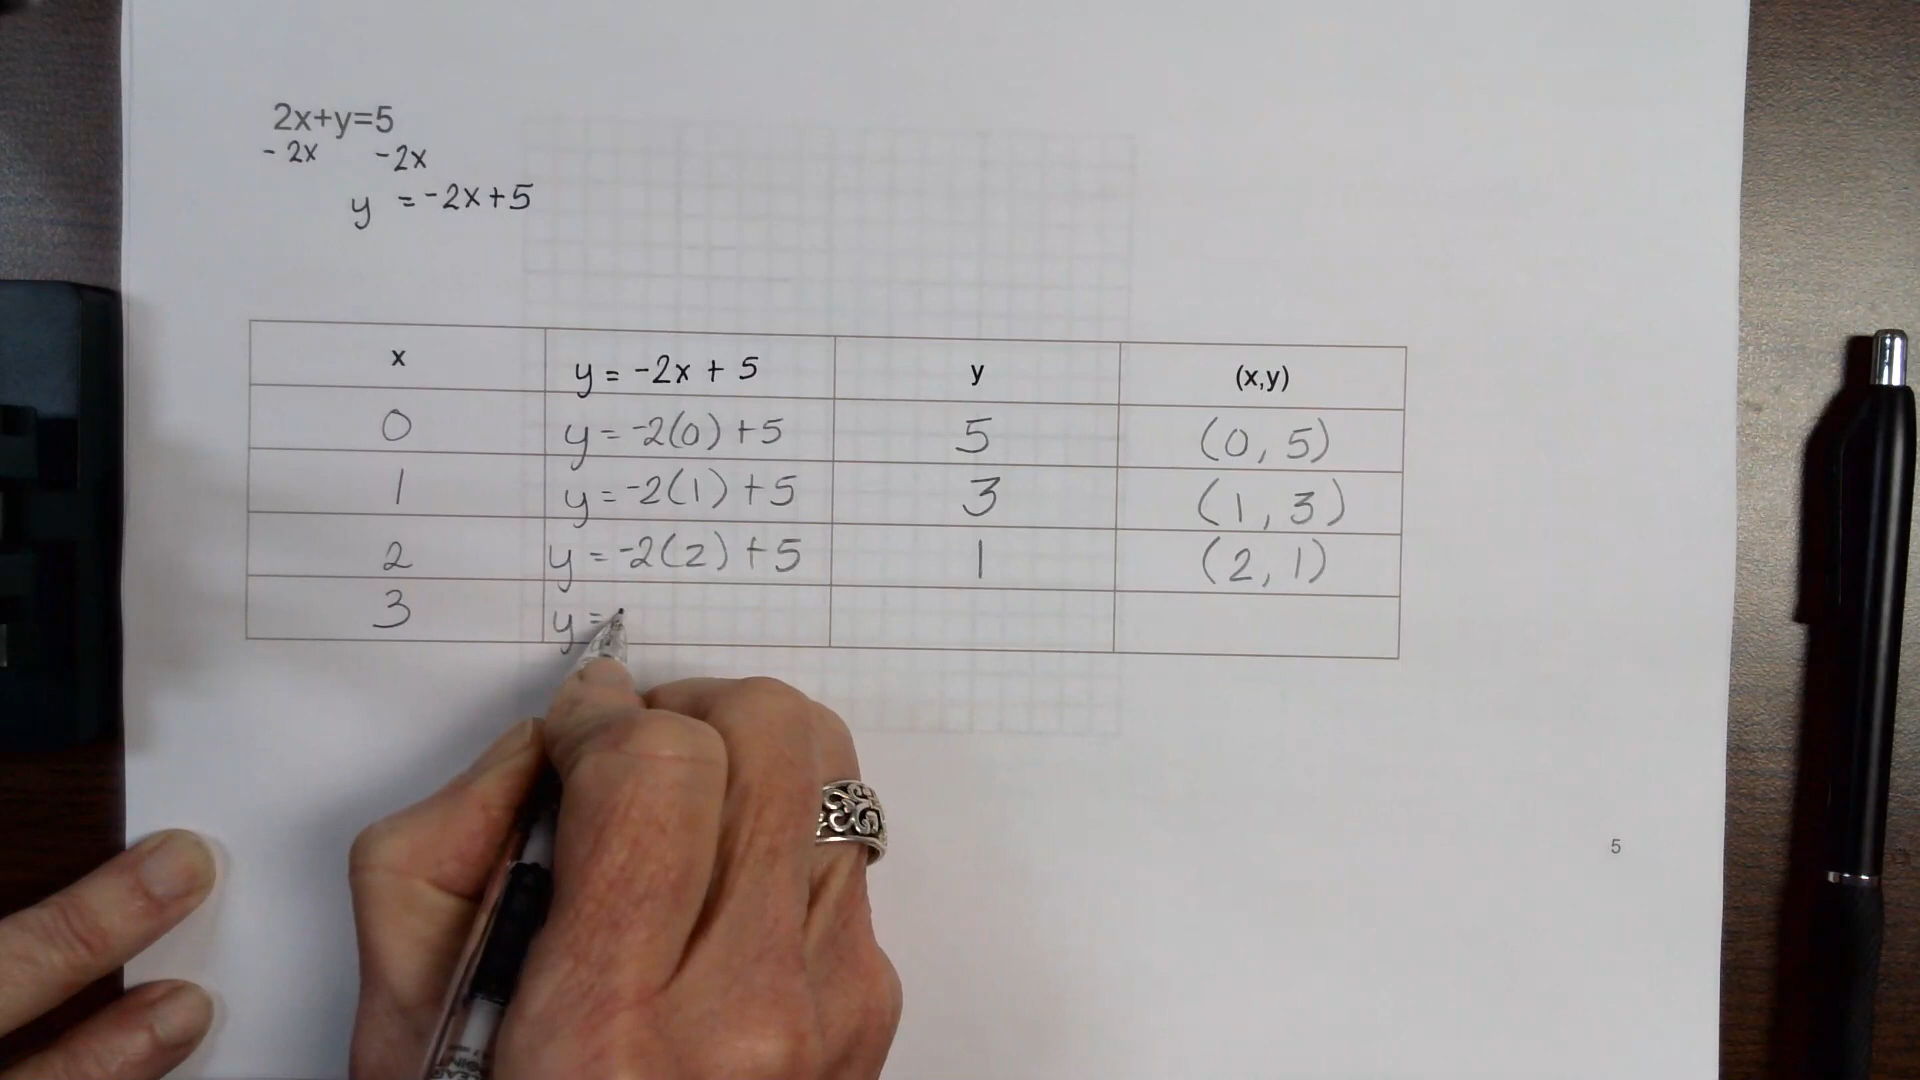 2x+y=5
- 2x -2x
y = -2x+5
x y = -2x + 5 y (x,y)
0 y = -2(0) +5 5 (0, 5)
1 y = -2(1) +5 3 (1, 3)
2 y = -2(2) +5 1 (2, 1)
3 y =
5